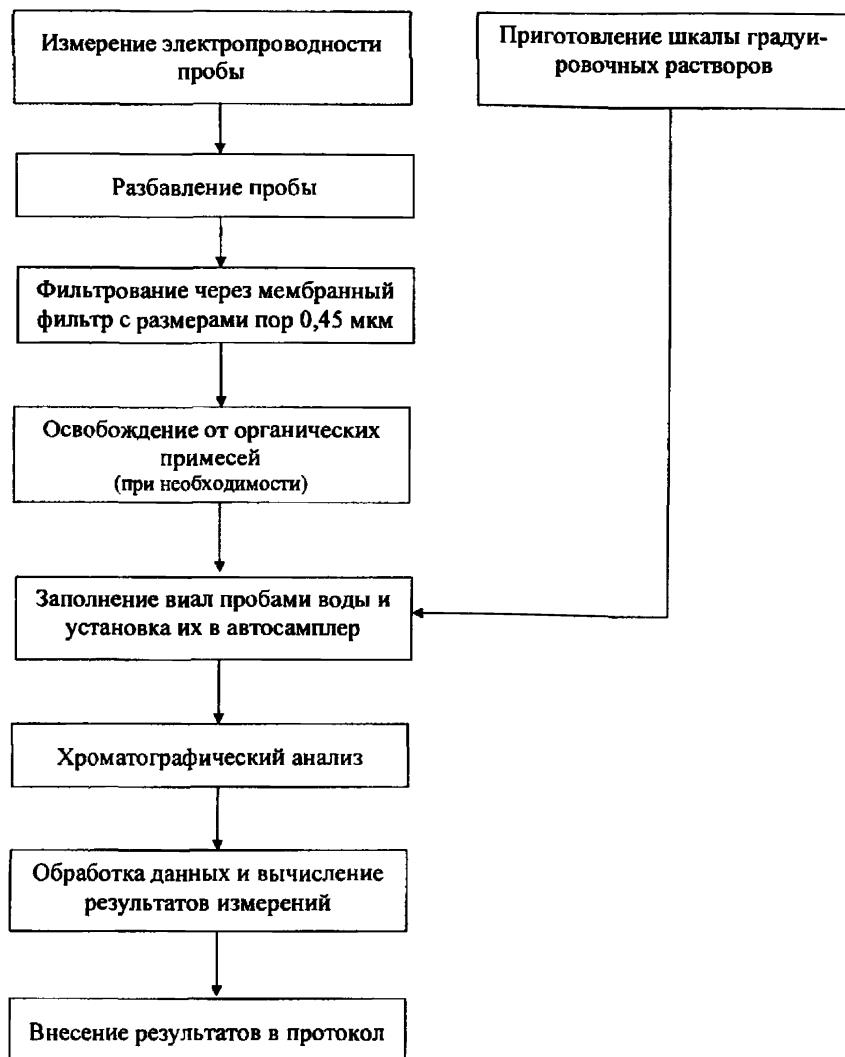 Измерение электропроводности
пробы
Приготовление шкалы градуи-
ровочных растворов
Разбавление пробы
Фильтрование через мембранный
фильтр с размерами пор 0,45 мкм
Освобождение от органических
примесей
(при необходимости)
Заполнение виал пробами воды и
установка их в автосамплер
Хроматографический анализ
Обработка данных и вычисление
результатов измерений
Внесение результатов в протокол